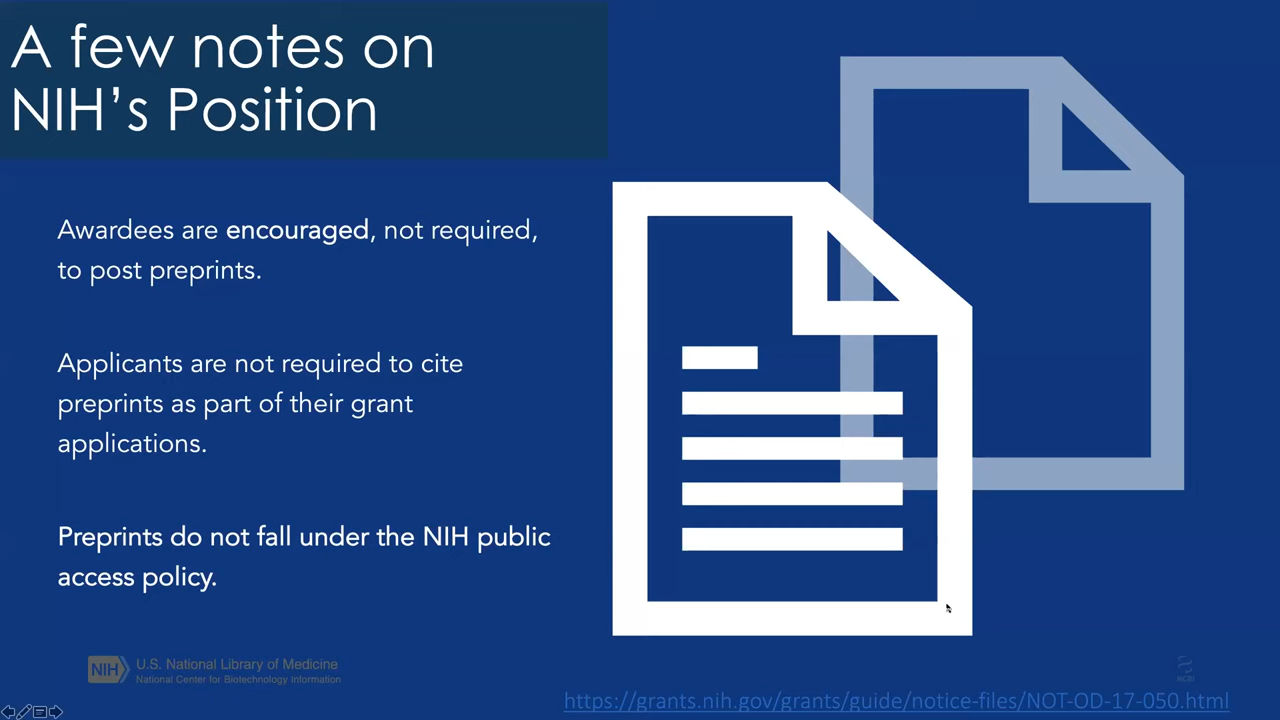 A few notes on
NIH's Position
Awardees are encouraged, not required,
to post preprints.
Applicants are not required to cite
preprints as part of their grant
applications.
Preprints do not fall under the NIH public
access policy.
NIH
U.S. National Library of Medicine
National Center for Biotechnology Information
NCBI
https://grants.nih.gov/grants/guide/notice-files/NOT-OD-17-050.html